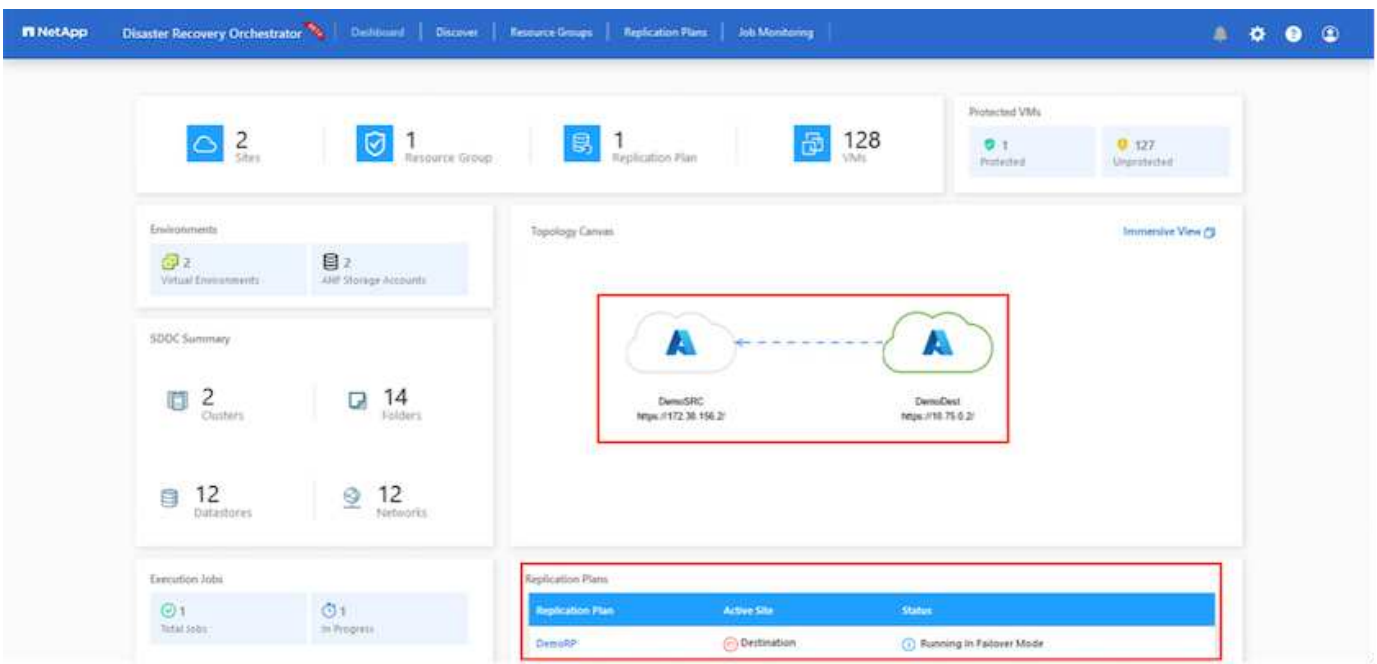 NetApp Disaster Recovery Orchestrator Dashboard Discover Resource Groups Replication Plans Job Monitoring
2
Sites
1
Resource Group
1
Replication Plan
128
VMs
Protected VMs
1
Protected
127
Unprotected
Environments
2
Virtual Environments
2
ANF Storage Accounts
Topology Canvas
Immersive View
DemoSRC
https://172.30.156.2/
DemoDest
https://10.75.0.2/
SDDC Summary
2
Clusters
14
Folders
12
Datastores
12
Networks
Execution Jobs
1
Total Jobs
1
In Progress
Replication Plans
Replication Plan Active Site Status
DemoRP Destination Running In Failover Mode